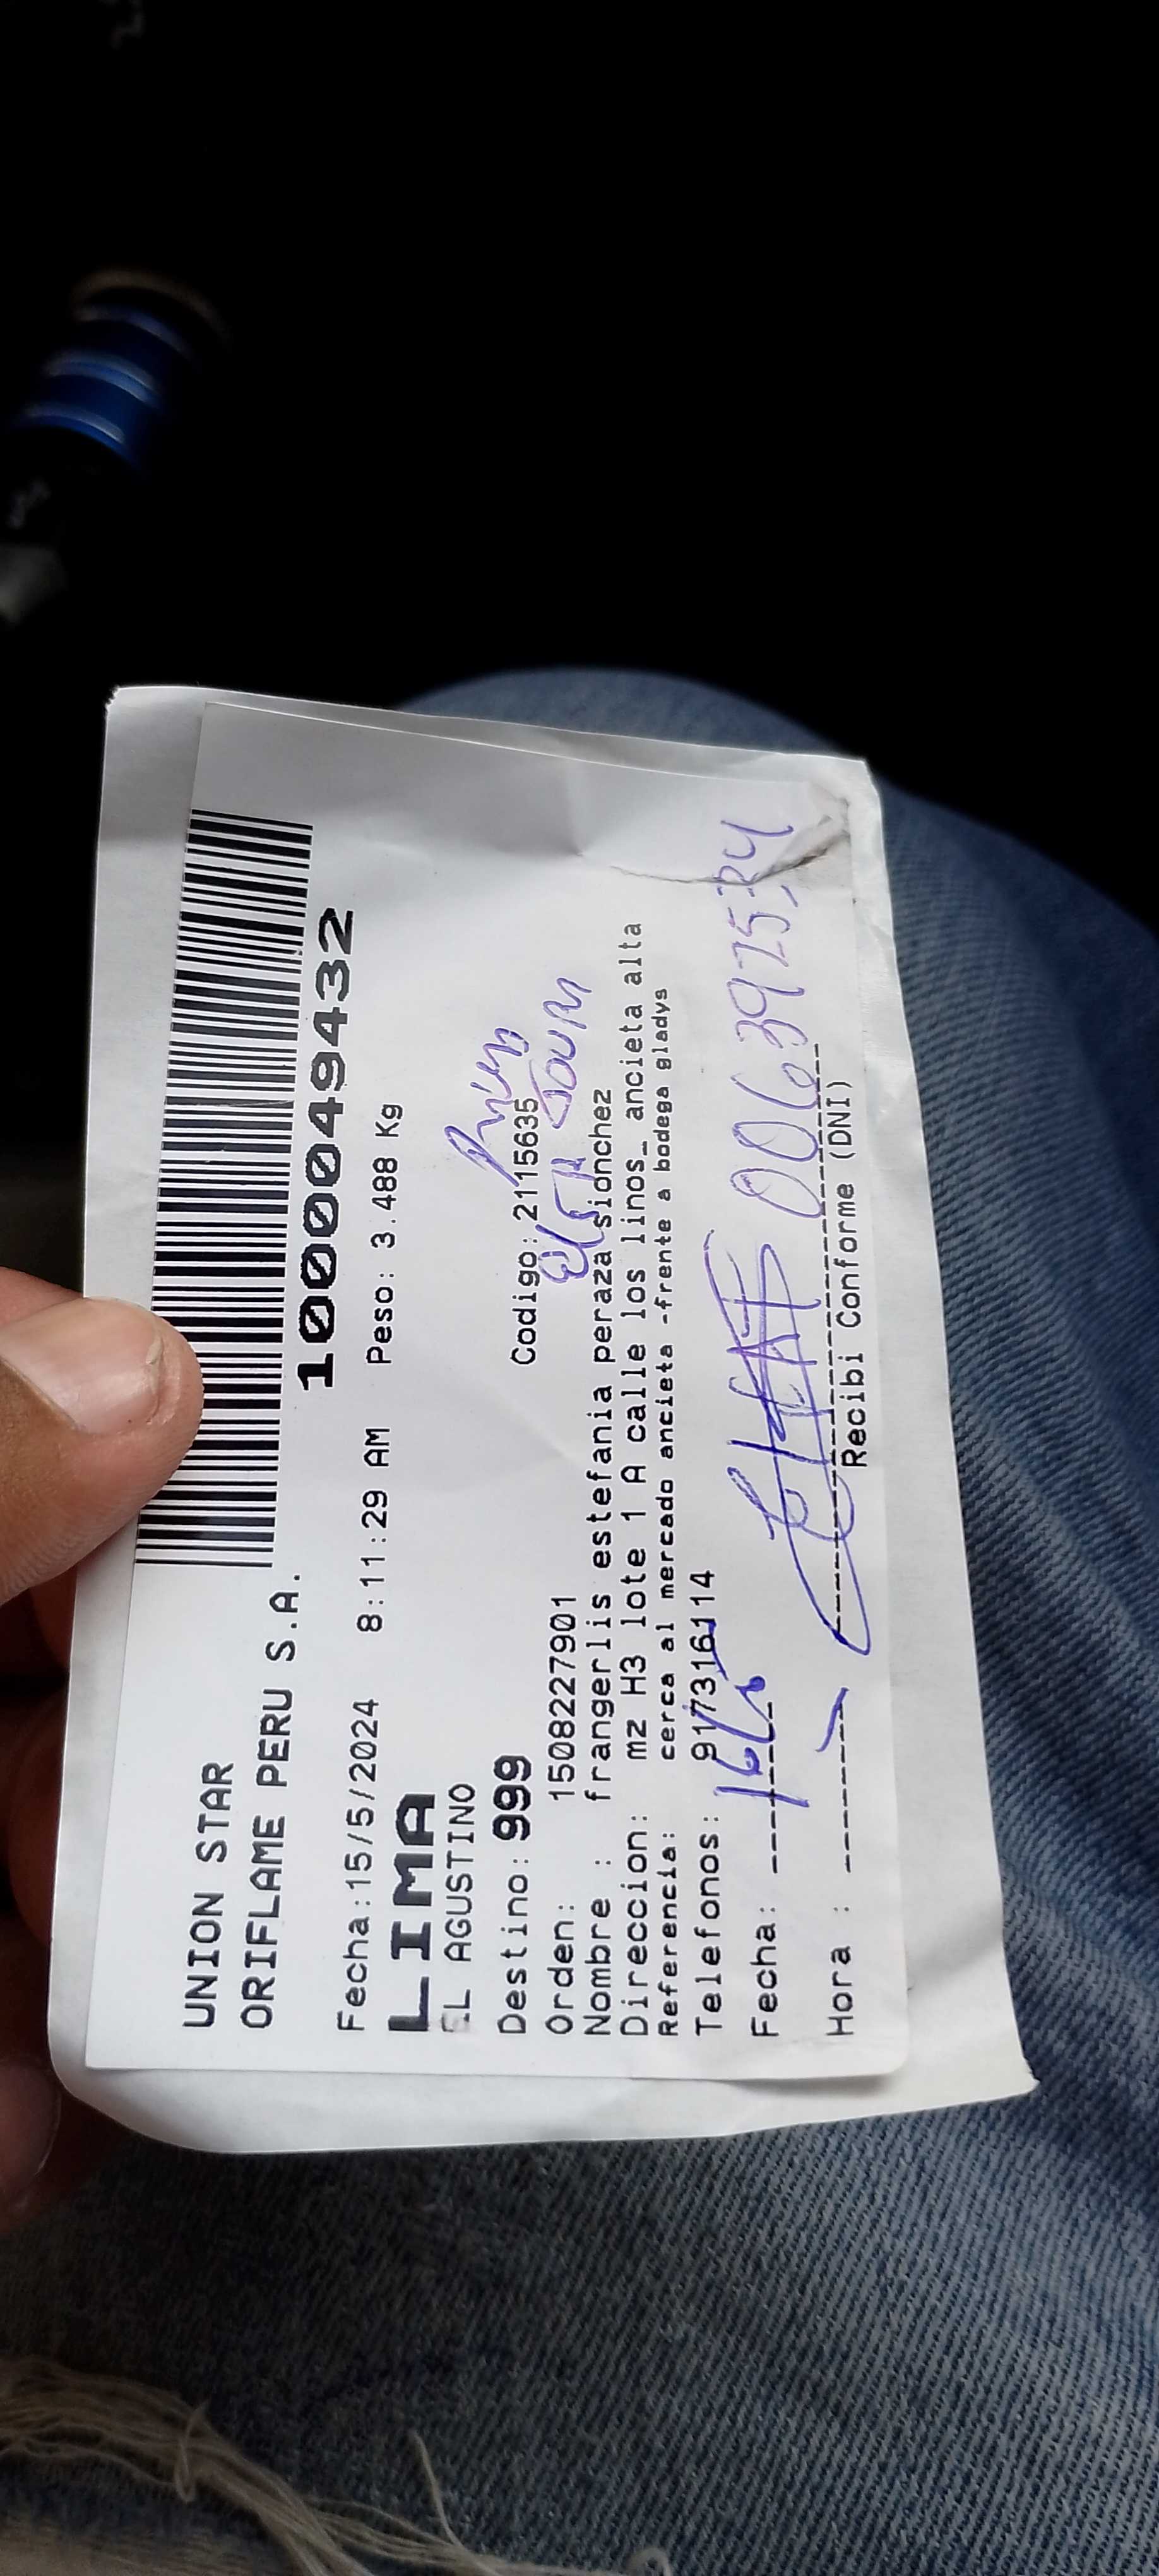 UNION STAR
ORIFLAME PERU S.A.
1000049432
Fecha:15/5/2024 8:11:29 AM Peso: 3.488 Kg
LIMA
EL AGUSTINO
Destino: 999 Codigo: 2115635
Orden: 1508227901
Nombre : frangerlis estefania peraza sionchez
Direccion: mz H3 lote 1 A calle los linos_ ancieta alta
Referencia: cerca al mercado ancieta -frente a bodega gladys
Telefonos: 917316114
Fecha:
Hora :
Recibi Conforme (DNI)